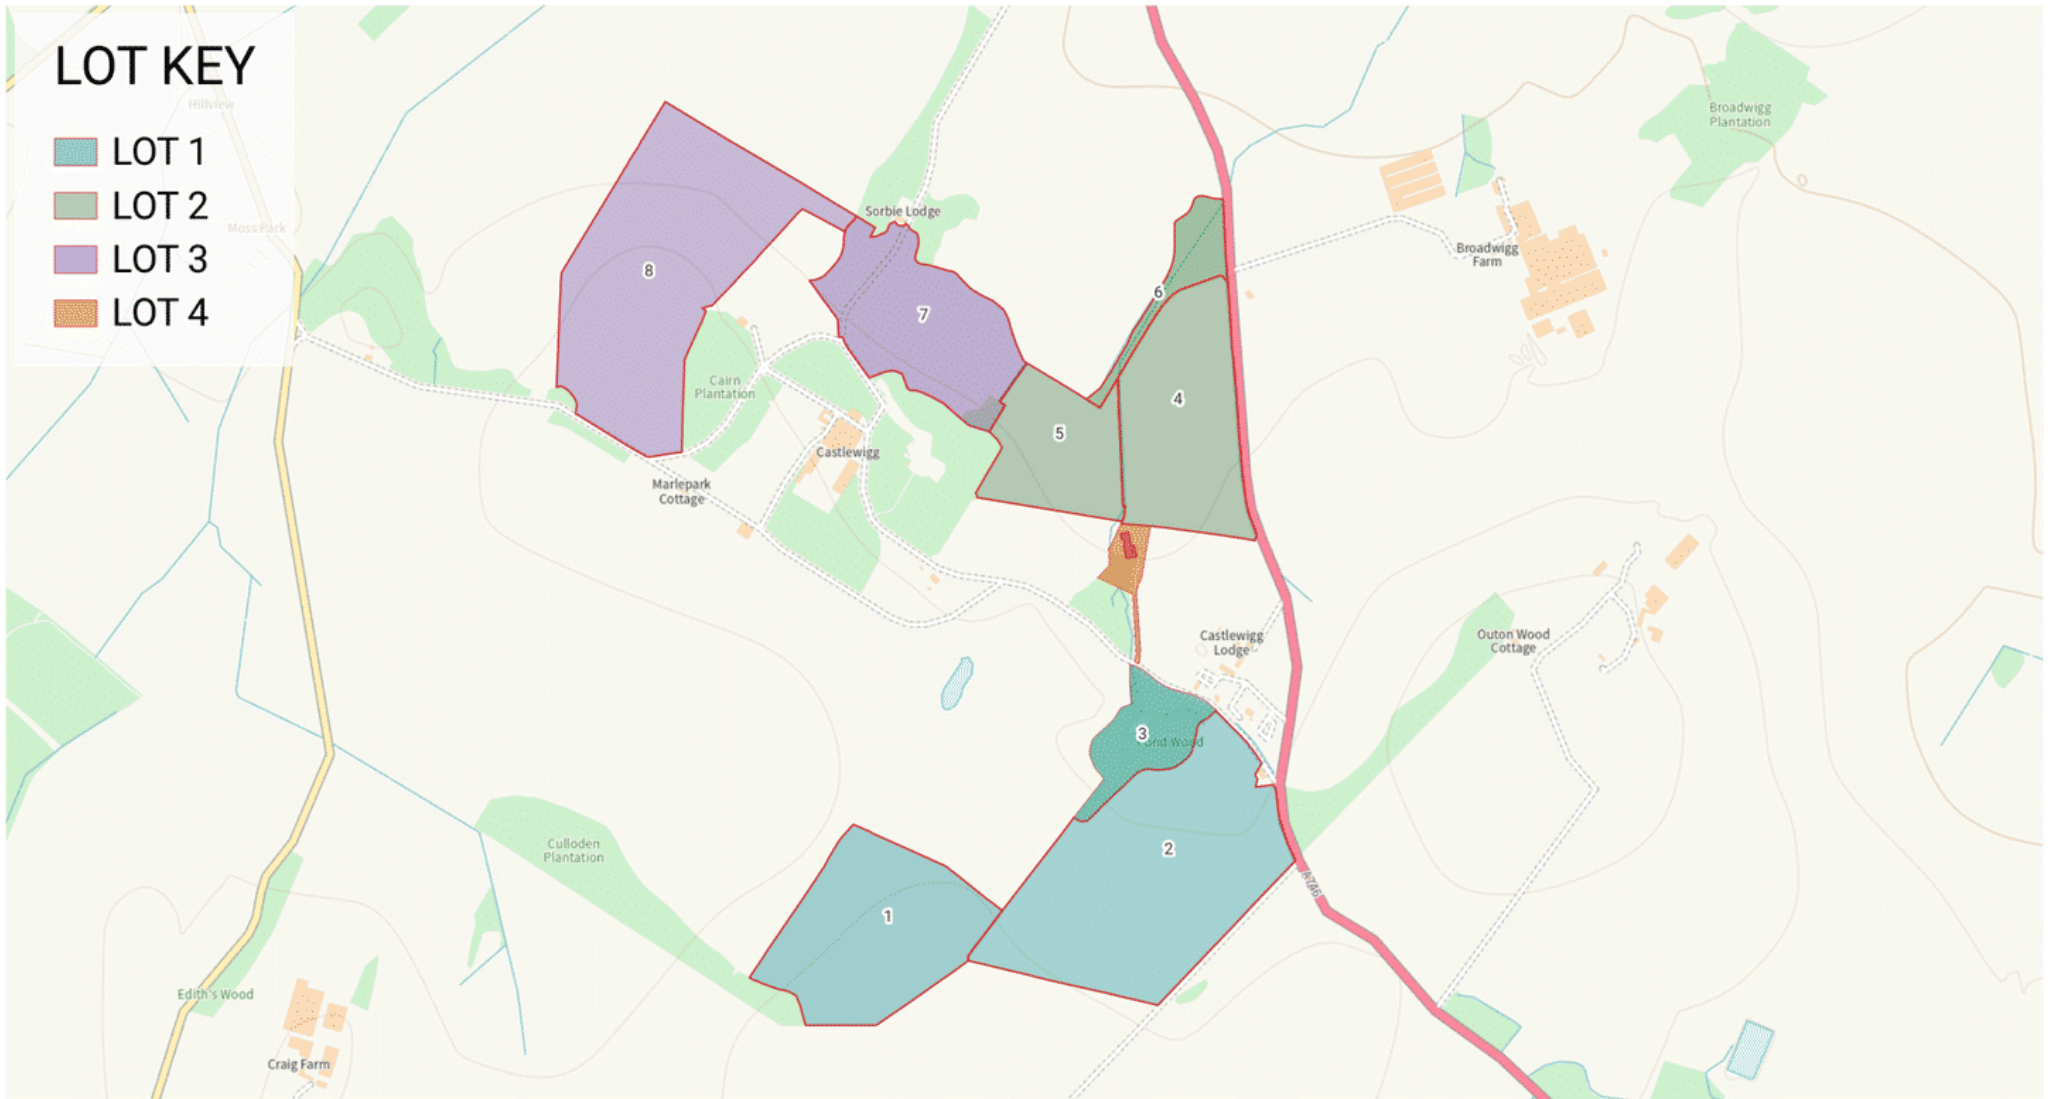 LOT KEY
Hillview
LOT 1
LOT 2
Moss Park
LOT 3
LOT 4
Broadwigg
Plantation
Sorbie Lodge
Broadwigg
Farm
8
7
6
Cairn
Plantation
4
5
Castlewigg
Marlepark
Cottage
Castlewigg
Lodge
Outon Wood
Cottage
3
Pond Wood
2
Culloden
Plantation
A746
1
Edith's Wood
Craig Farm